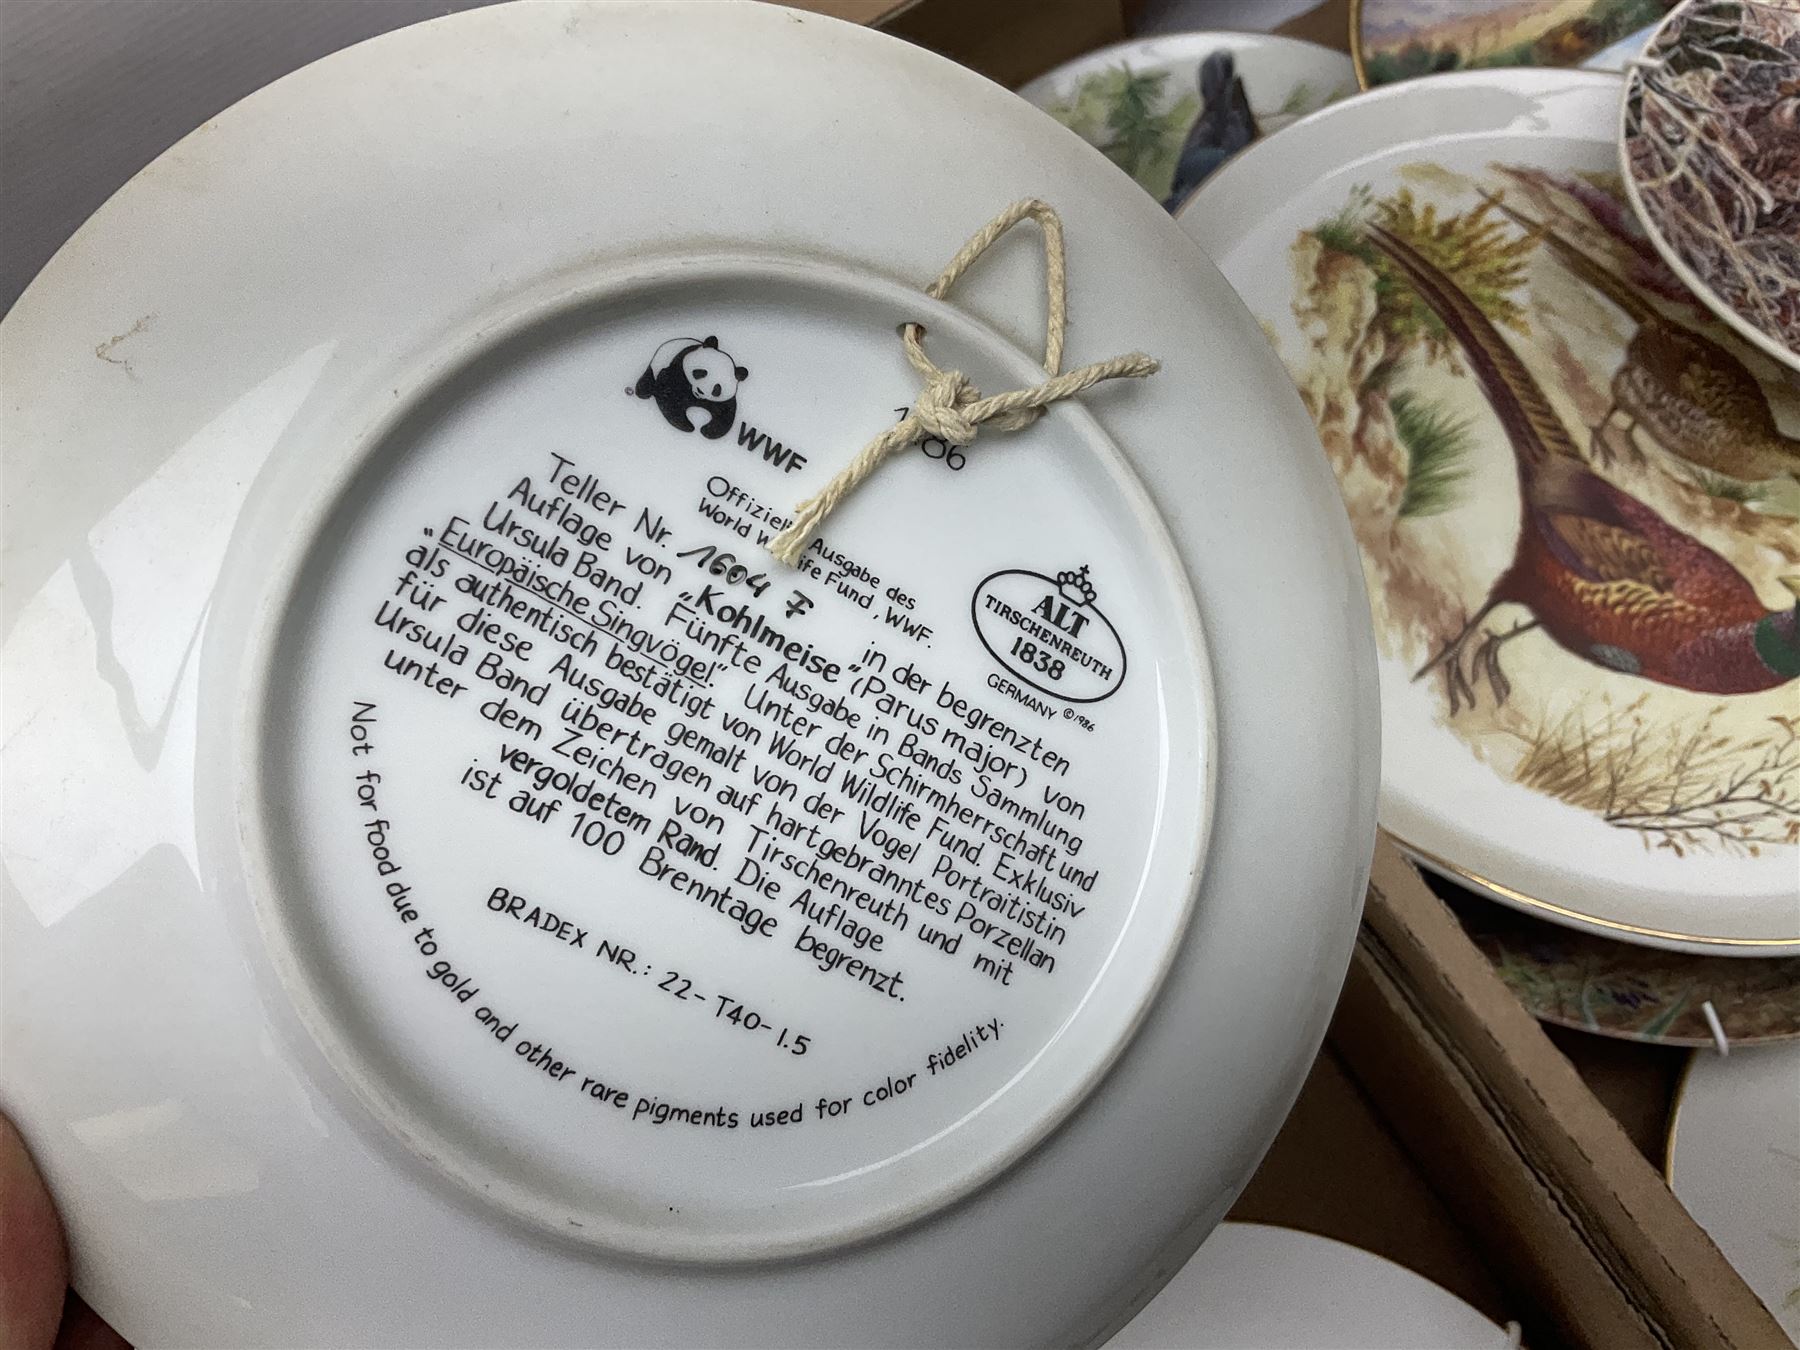 WWF
86
Offiziel Ausgabe des
World W ife Fund, WWF.
Teller Nr. 1604 F in der begrenzten
Auflage von „Kohlmeise“ (Parus major) von
Ursula Band. Fünfte Ausgabe in Bands Sammlung
„Europäische Singvögel.“ Unter der Schirmherrschaft und
als authentisch bestätigt von World Wildlife Fund. Exklusiv
für diese Ausgabe gemalt von der Vogel Portraitistin
Ursula Band übertragen auf hartgebranntes Porzellan
unter dem Zeichen von Tirschenreuth und mit
vergoldetem Rand. Die Auflage
ist auf 100 Brenntage begrenzt.
BRADEX NR.: 22-T40-1.5
Not for food due to gold and other rare pigments used for color fidelity.
ALT
TIRSCHENREUTH
1838
GERMANY ©1986